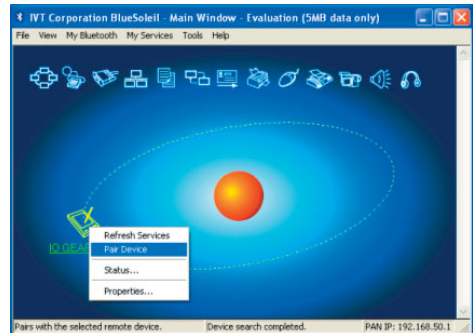 IVT Corporation BlueSoleil - Main Window - Evaluation (5MB data only)
File View My Bluetooth My Services Tools Help
Refresh Services
IO GEA
Pair Device
Status...
Properties...
Pairs with the selected remote device. Device search completed. PAN IP: 192.168.50.1